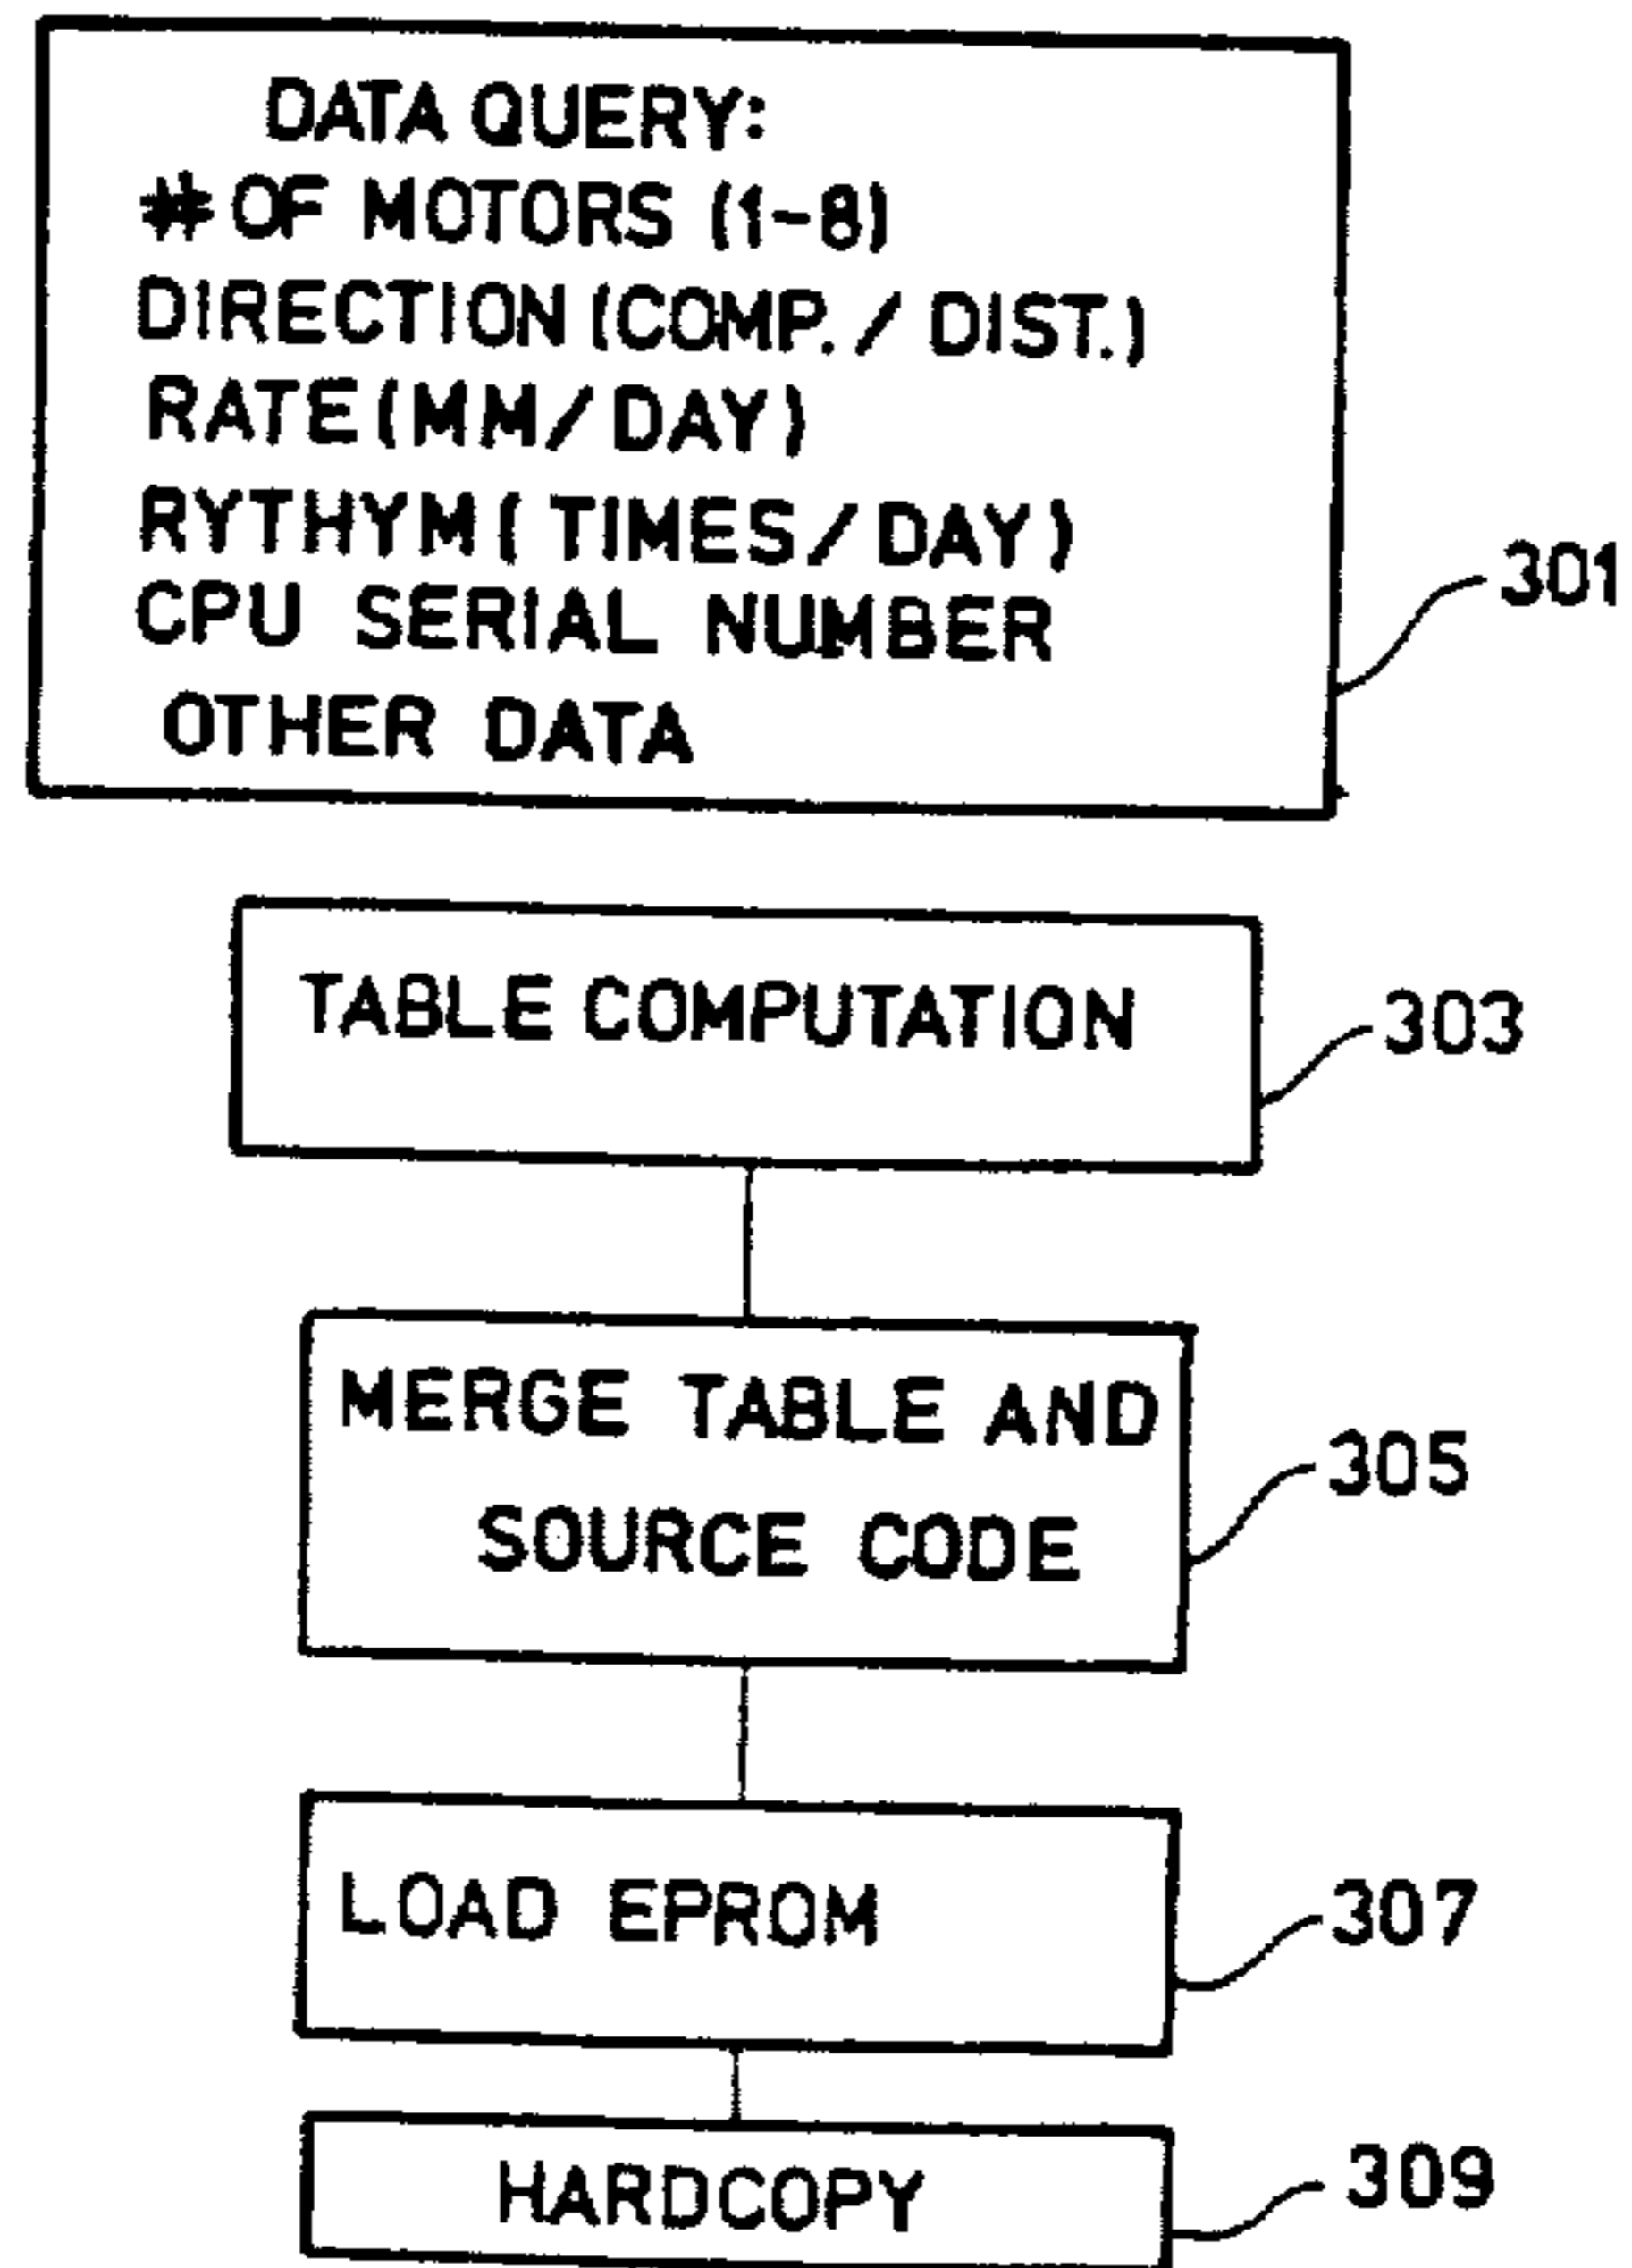 DATA QUERY:
# OF MOTORS (1-8)
DIRECTION (COMP. / DIST.)
RATE (MM/DAY)
RYTHYM ( TIMES/DAY)
CPU SERIAL NUMBER
OTHER DATA
301
TABLE COMPUTATION
303
MERGE TABLE AND
SOURCE CODE
305
LOAD EPROM
307
HARDCOPY
309